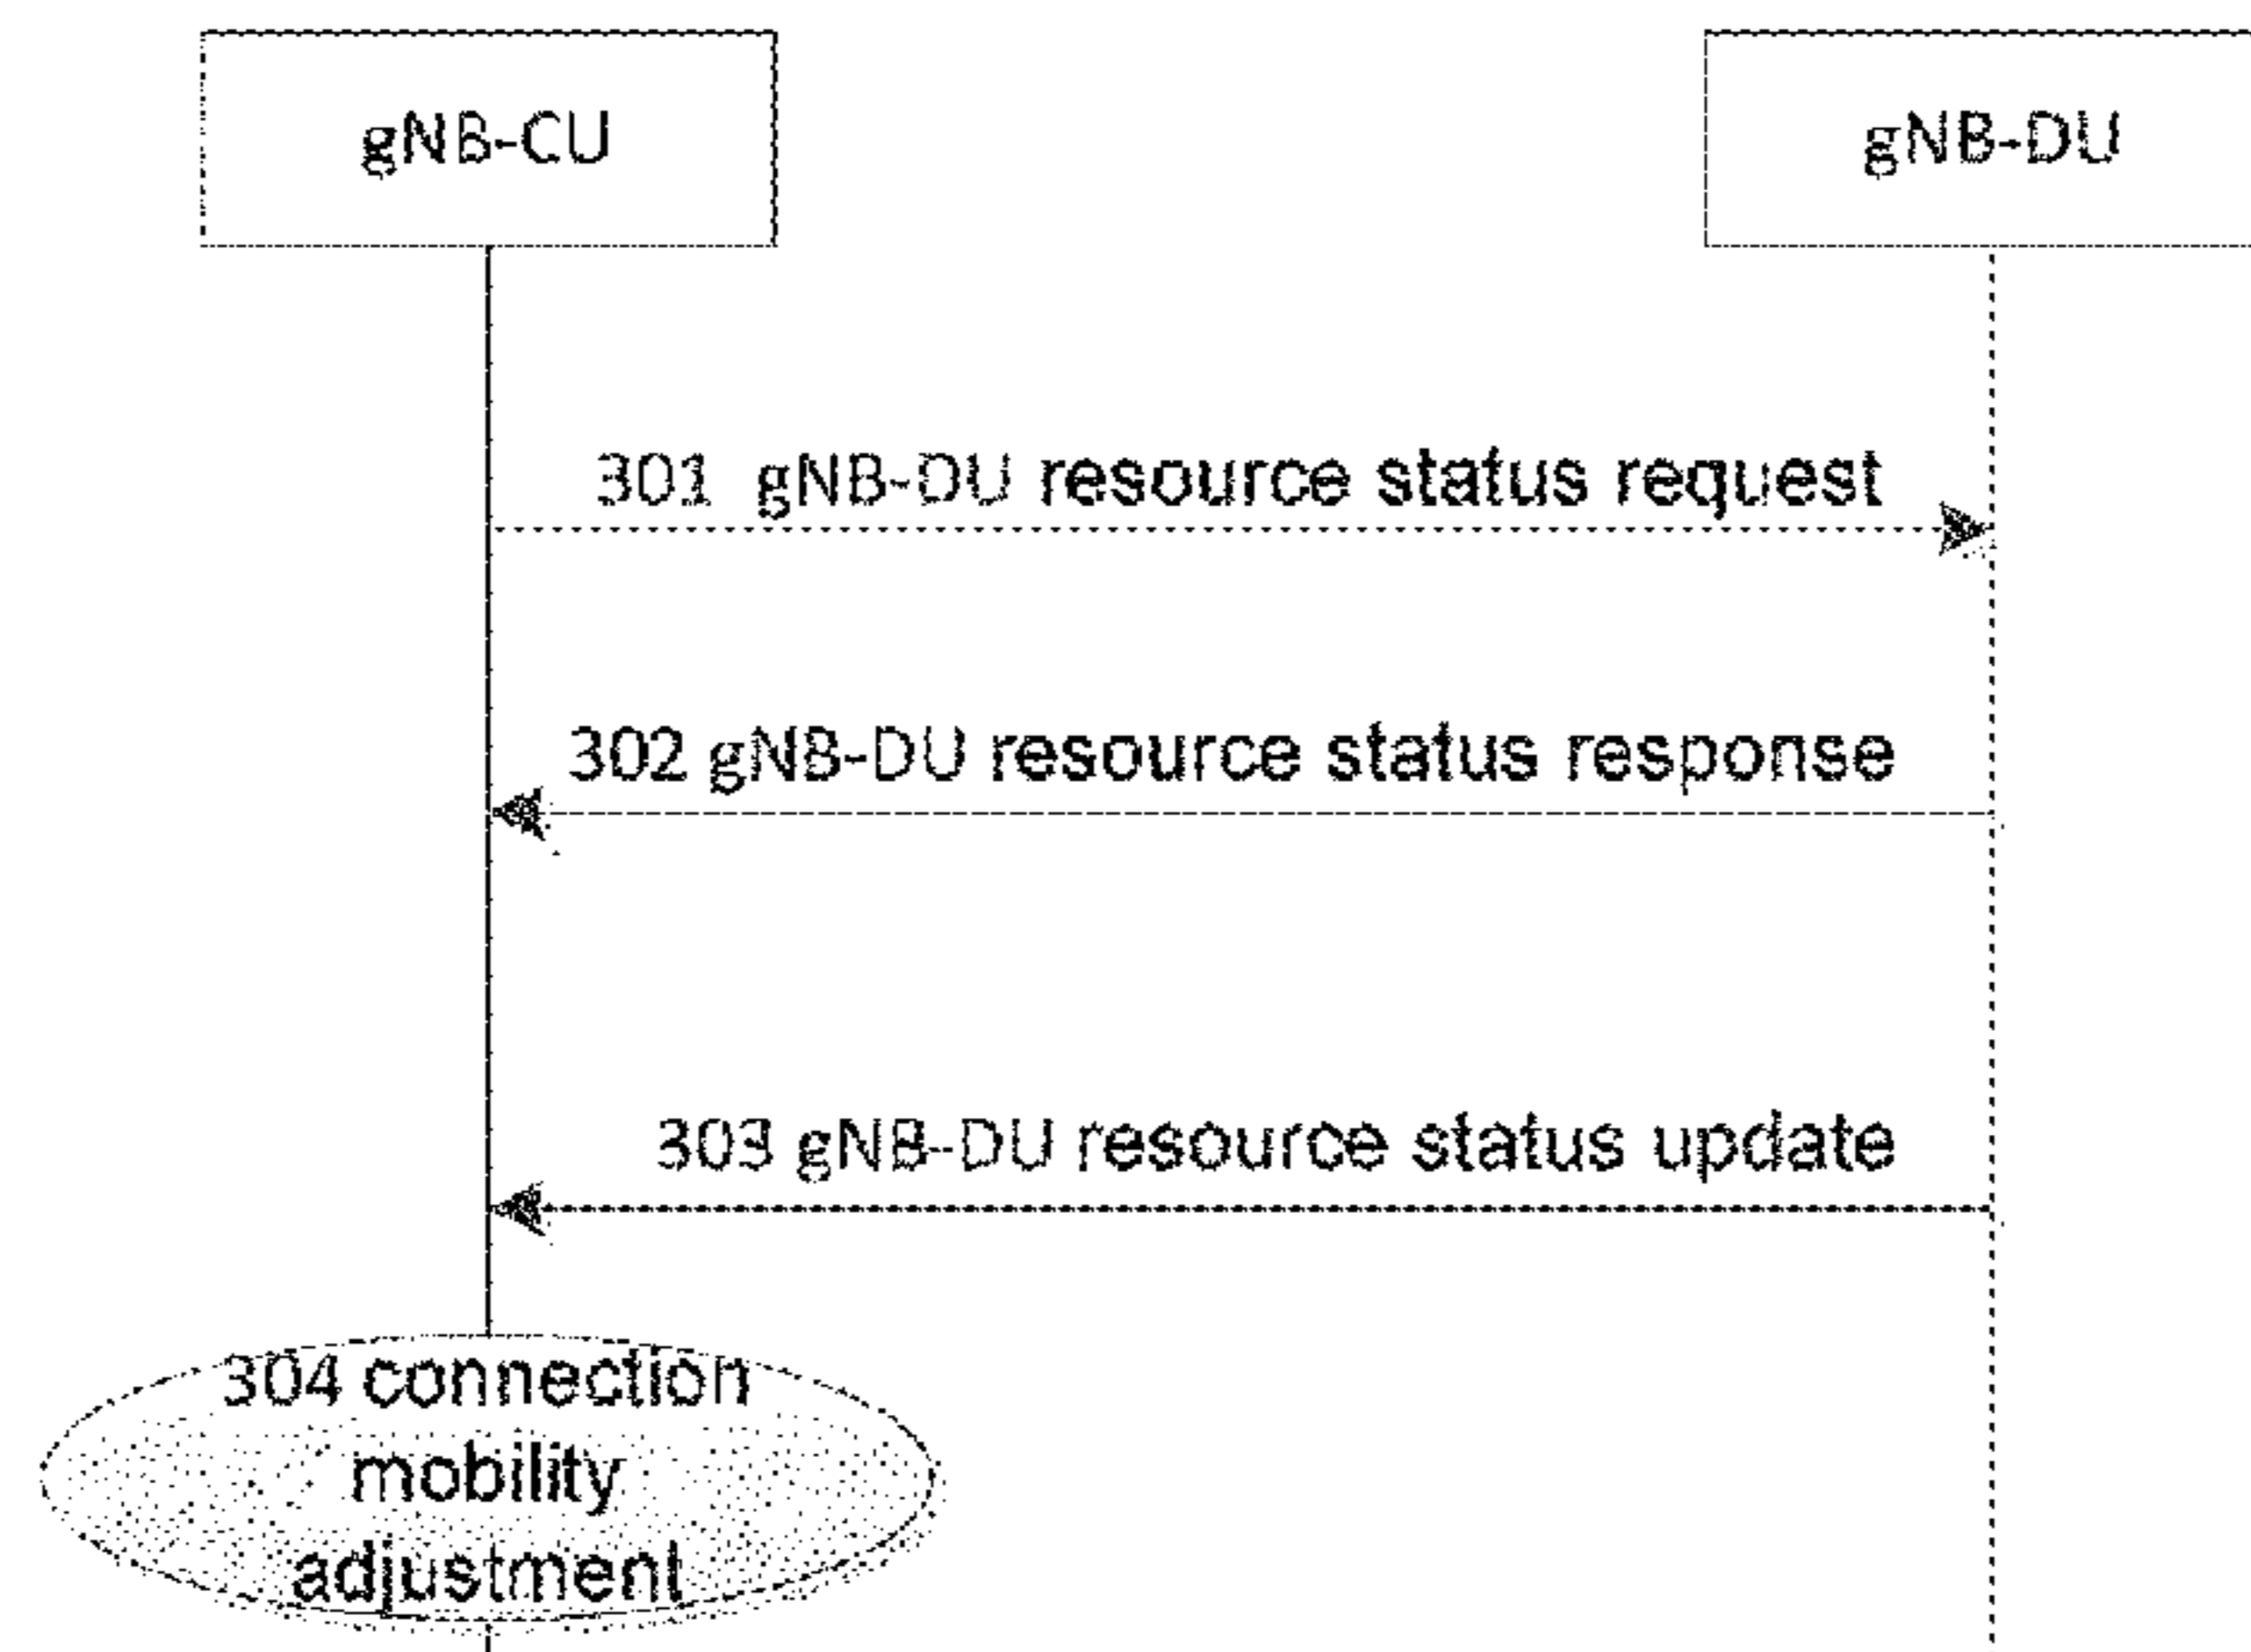 gNB-CU
gNB-DU
301 gNB-DU resource status request
302 gNB-DU resource status response
303 gNB-DU resource status update
304 connection
mobility
adjustment